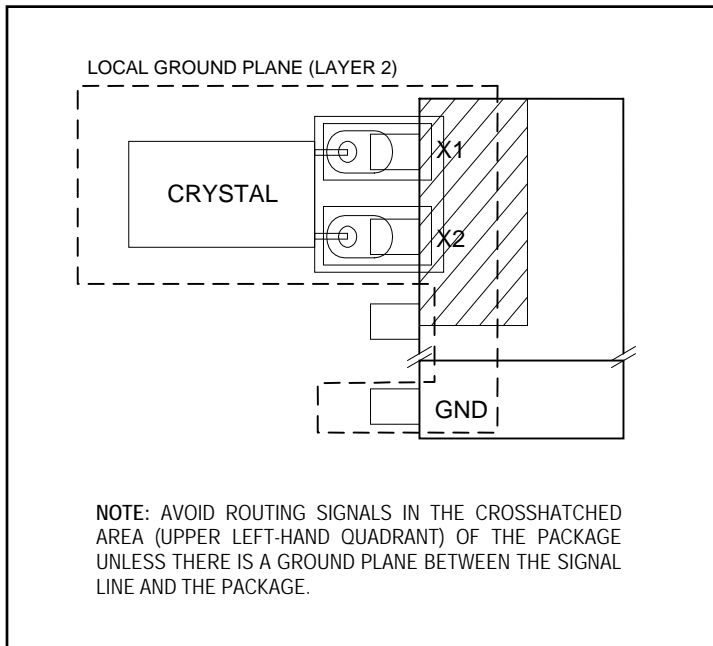 LOCAL GROUND PLANE (LAYER 2)
X1
CRYSTAL
X2
GND
NOTE: AVOID ROUTING SIGNALS IN THE CROSSHATCHED
AREA (UPPER LEFT-HAND QUADRANT) OF THE PACKAGE
UNLESS THERE IS A GROUND PLANE BETWEEN THE SIGNAL
LINE AND THE PACKAGE.